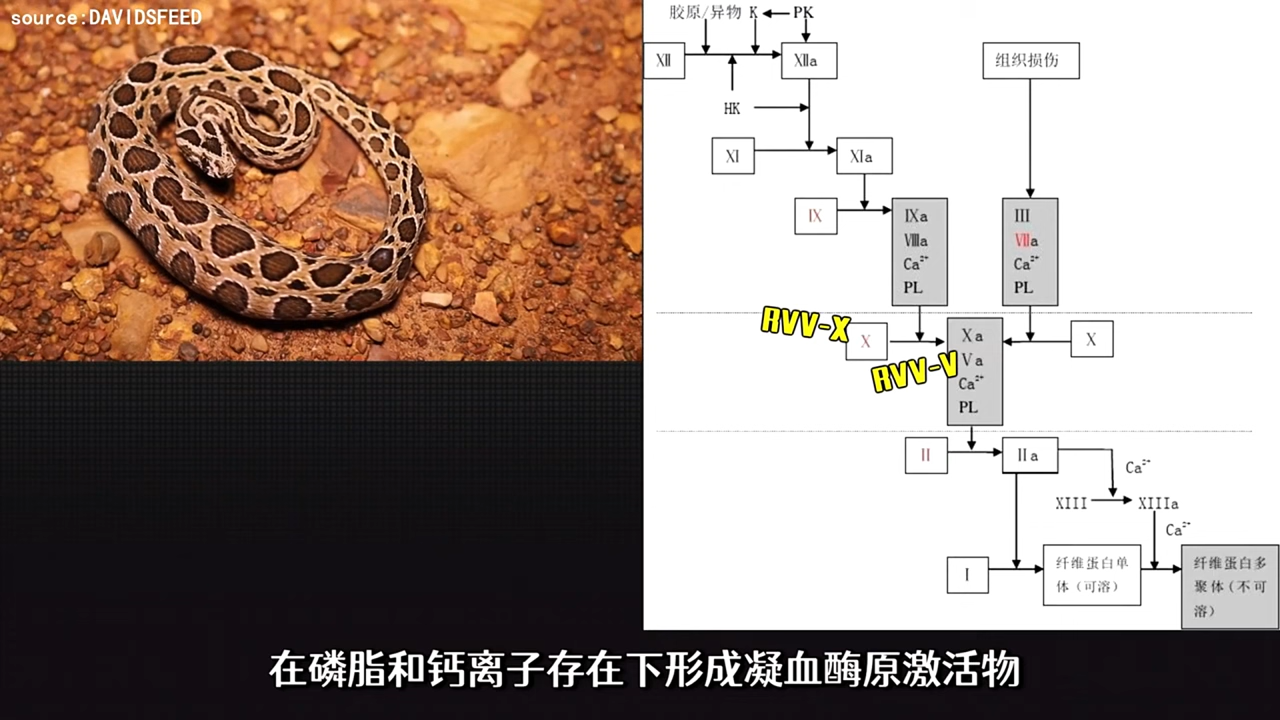 source:DAVIDSFEED
胶原/异物 K PK
XII
XIIa
组织损伤
HK
XI
XIa
IX
IXa
VIIIa
Ca²⁺
PL
III
VIIa
Ca²⁺
PL
RVV-X
X
RVV-V
Xa
Va
Ca²⁺
PL
X
II
IIa
Ca²⁺
XIII
XIIIa
Ca²⁺
I
纤维蛋白单
体（可溶）
纤维蛋白多
聚体(不可
溶）
在磷脂和钙离子存在下形成凝血酶原激活物